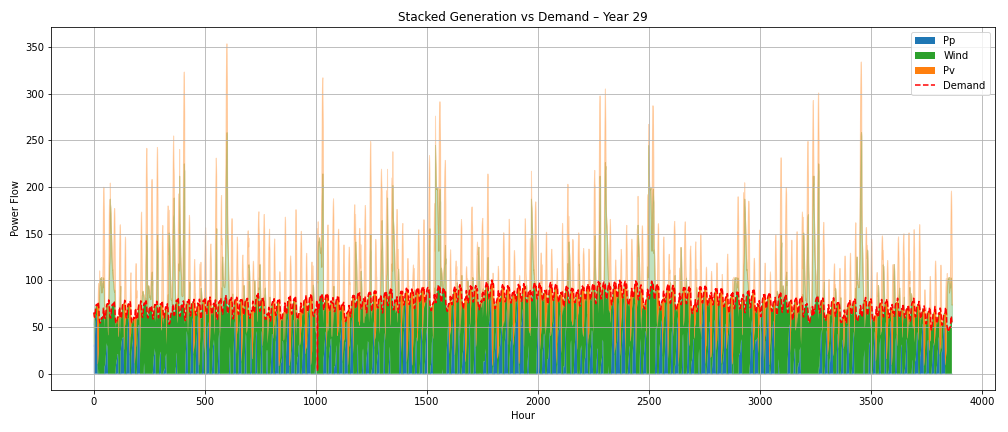 Stacked Generation vs Demand – Year 29
Pp
Wind
Pv
Demand
Power Flow
350
300
250
200
150
100
50
0
0 500 1000 1500 2000 2500 3000 3500 4000
Hour